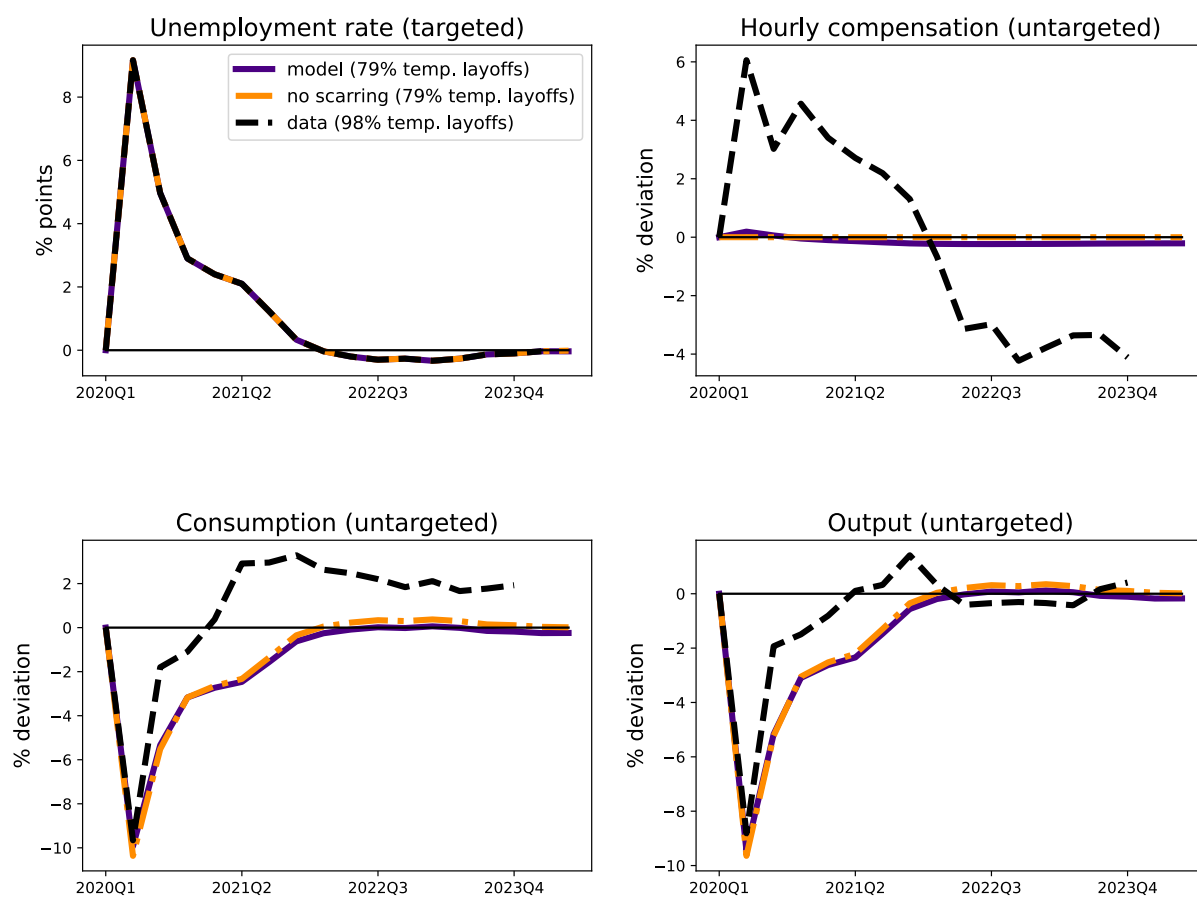 Unemployment rate (targeted)
% points
8
6
4
2
0
model (79% temp. layoffs)
no scarring (79% temp. layoffs)
data (98% temp. layoffs)
2020Q1 2021Q2 2022Q3 2023Q4
Hourly compensation (untargeted)
% deviation
6
4
2
0
−2
−4
2020Q1 2021Q2 2022Q3 2023Q4
Consumption (untargeted)
% deviation
2
0
−2
−4
−6
−8
−10
2020Q1 2021Q2 2022Q3 2023Q4
Output (untargeted)
% deviation
0
−2
−4
−6
−8
−10
2020Q1 2021Q2 2022Q3 2023Q4